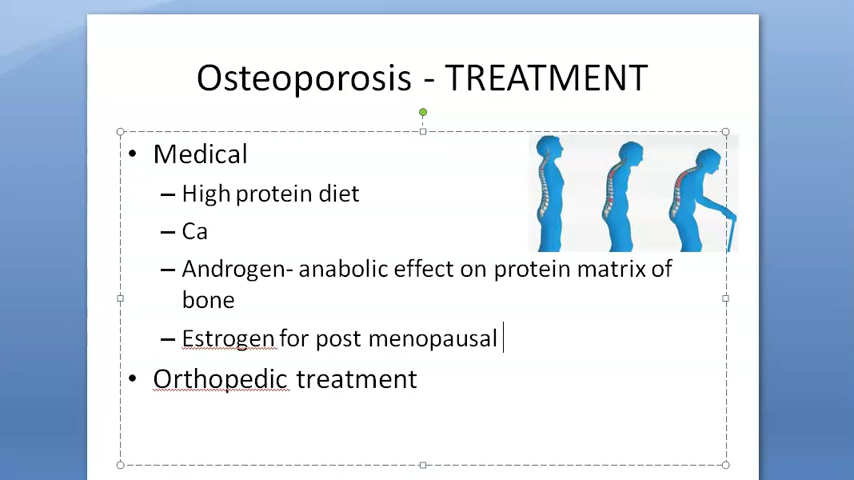 Osteoporosis - TREATMENT
• Medical
– High protein diet
– Ca
– Androgen- anabolic effect on protein matrix of
bone
– Estrogen for post menopausal
• Orthopedic treatment